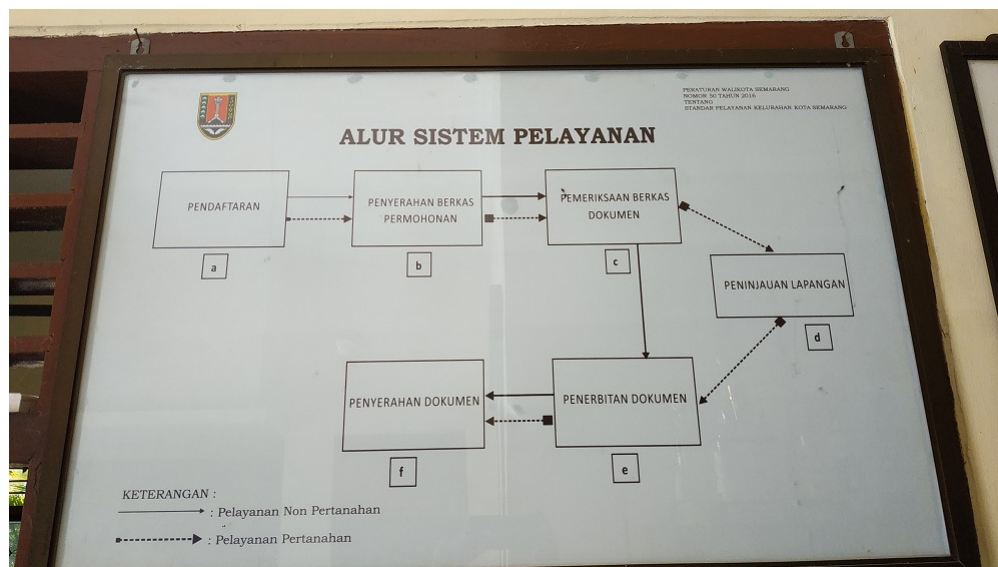 PERATURAN WALIKOTA SEMARANG
NOMOR 50 TAHUN 2016
TENTANG
STANDAR PELAYANAN KELURAHAN KOTA SEMARANG
ALUR SISTEM PELAYANAN
PENDAFTARAN
a
PENYERAHAN BERKAS
PERMOHONAN
b
PEMERIKSAAN BERKAS
DOKUMEN
c
PENINJAUAN LAPANGAN
d
PENERBITAN DOKUMEN
e
PENYERAHAN DOKUMEN
f
KETERANGAN :
: Pelayanan Non Pertanahan
: Pelayanan Pertanahan